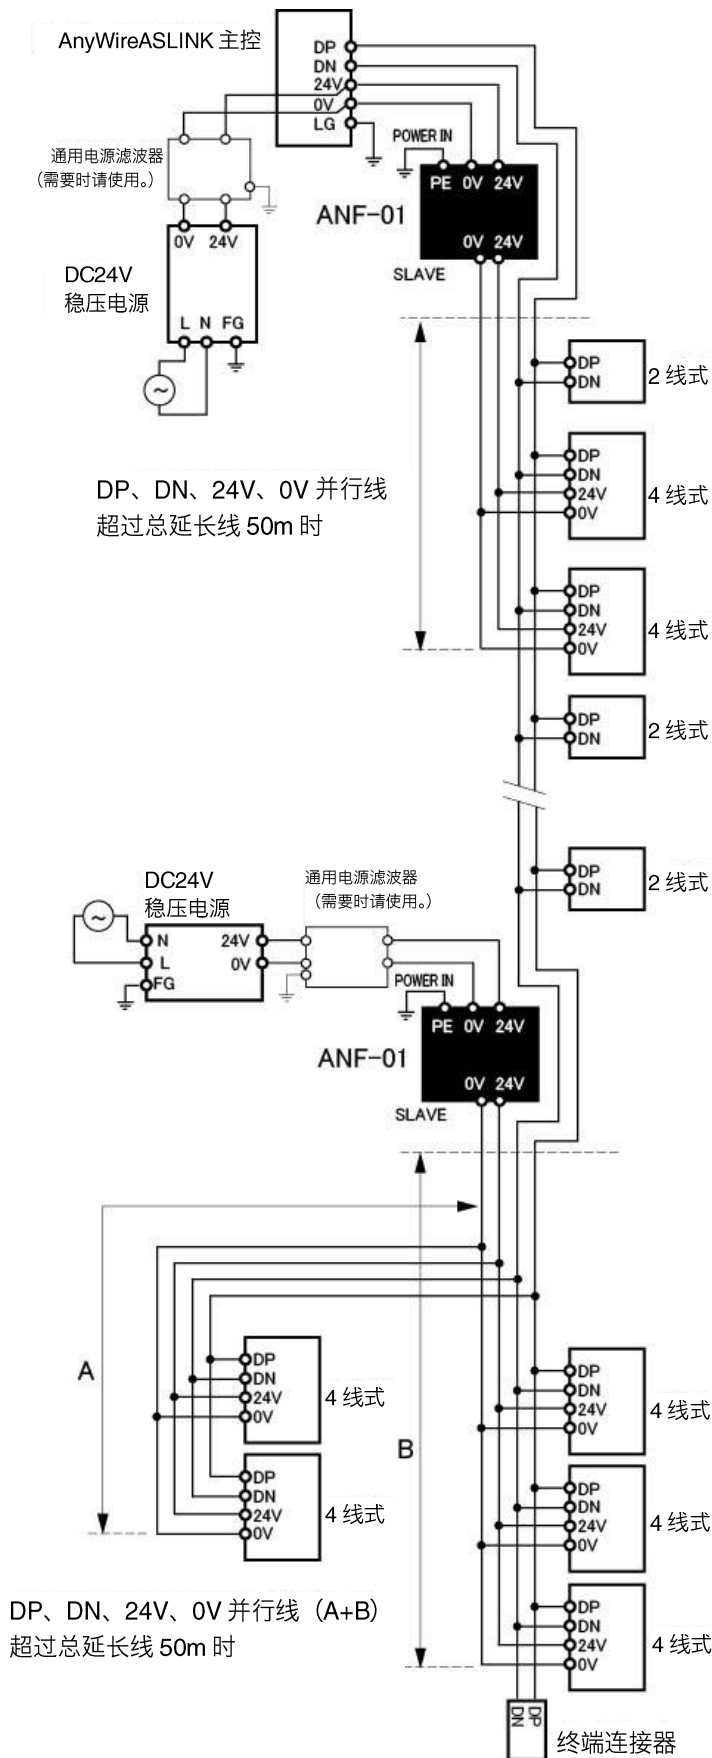 AnyWireASLINK 主控
DP
DN
24V
0V
LG
通用电源滤波器
（需要时请使用。）
POWER IN
PE 0V 24V
ANF-01
0V 24V
SLAVE
0V 24V
DC24V
稳压电源
L N FG
DP
DN
2 线式
DP、DN、24V、0V 并行线
超过总延长线 50m 时
DP
DN
24V
0V
4 线式
DP
DN
24V
0V
4 线式
DP
DN
2 线式
DP
DN
2 线式
DC24V
稳压电源
通用电源滤波器
（需要时请使用。）
N 24V
L 0V
FG
POWER IN
PE 0V 24V
ANF-01
0V 24V
SLAVE
A
DP
DN
24V
0V
4 线式
DP
DN
24V
0V
4 线式
B
DP
DN
24V
0V
4 线式
DP
DN
24V
0V
4 线式
DP
DN
24V
0V
4 线式
DP、DN、24V、0V 并行线（A+B）
超过总延长线 50m 时
DN
DP
终端连接器